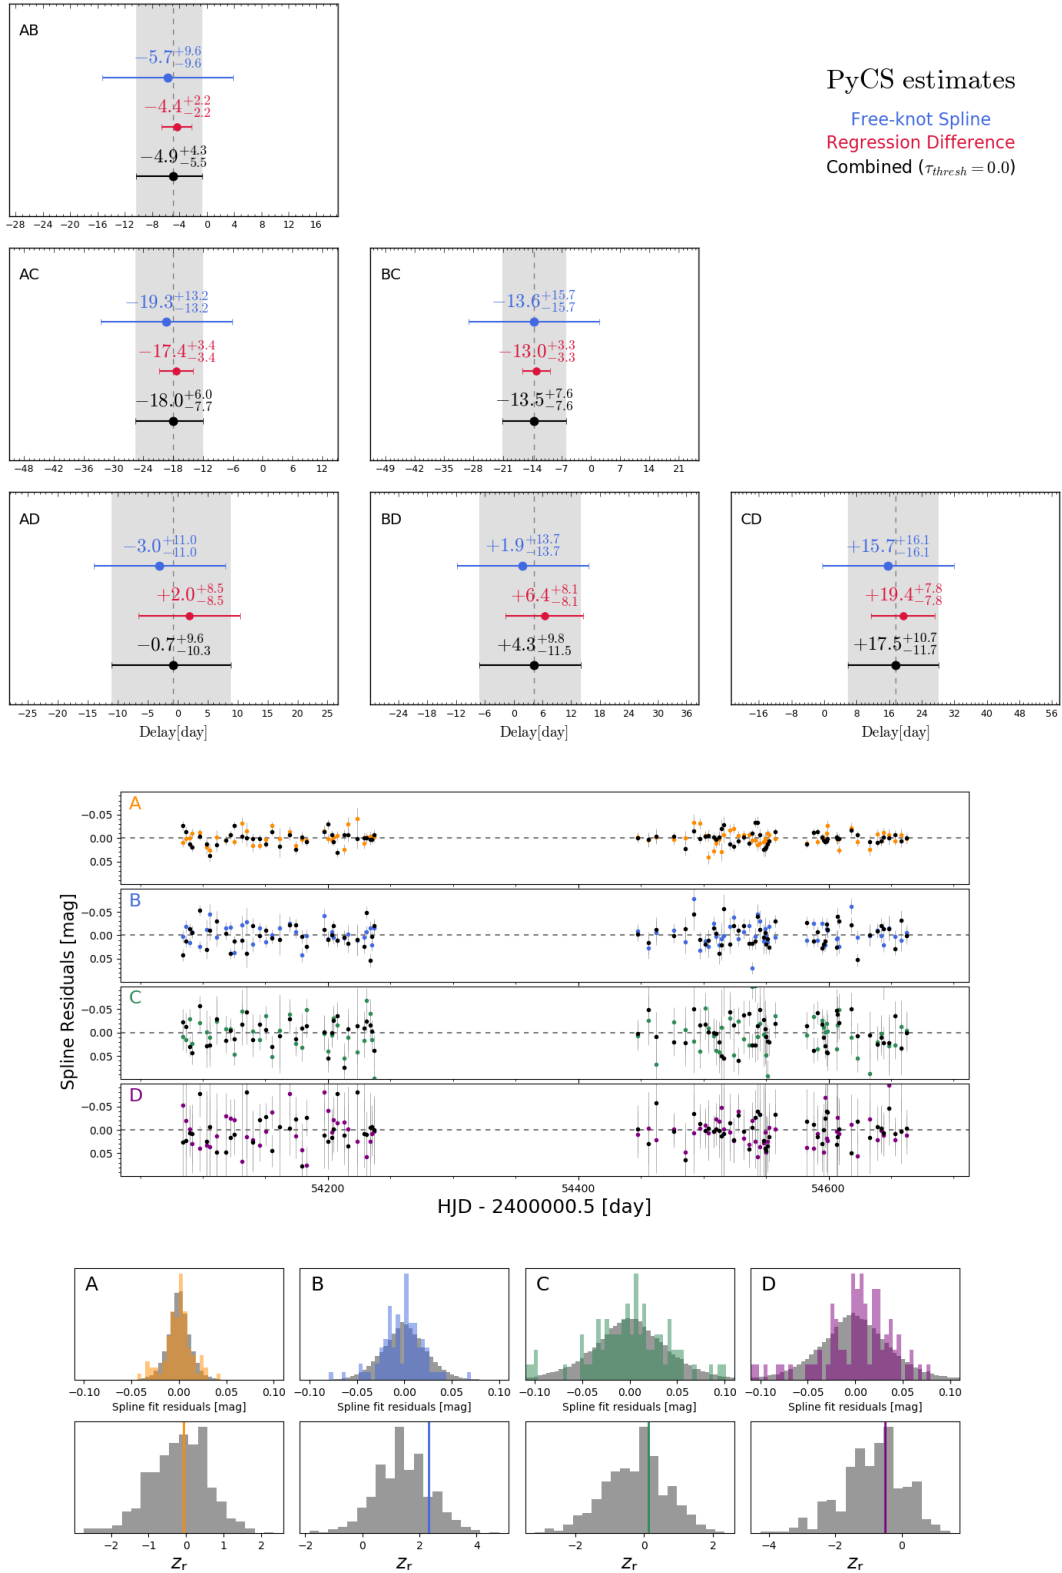 AB
−5.7 +9.6 −9.6
−4.4 +2.2 −2.2
−4.9 +4.3 −5.5
−28 −24 −20 −16 −12 −8 −4 0 4 8 12 16
PyCS estimates
Free-knot Spline
Regression Difference
Combined (τthresh = 0.0)
AC
−19.3 +13.2 −13.2
−17.4 +3.4 −3.4
−18.0 +6.0 −7.7
−48 −42 −36 −30 −24 −18 −12 −6 0 6 12
BC
−13.6 +15.7 −15.7
−13.0 +3.3 −3.3
−13.5 +7.6 −7.6
−49 −42 −35 −28 −21 −14 −7 0 7 14 21
AD
−3.0 +11.0 −11.0
+2.0 +8.5 −8.5
−0.7 +9.6 −10.3
−25 −20 −15 −10 −5 0 5 10 15 20 25
Delay[day]
BD
+1.9 +13.7 −13.7
+6.4 +8.1 −8.1
+4.3 +9.8 −11.5
−24 −18 −12 −6 0 6 12 18 24 30 36
Delay[day]
CD
+15.7 +16.1 −16.1
+19.4 +7.8 −7.8
+17.5 +10.7 −11.7
−16 −8 0 8 16 24 32 40 48 56
Delay[day]
Spline Residuals [mag]
A
−0.05
0.00
0.05
B
−0.05
0.00
0.05
C
−0.05
0.00
0.05
D
−0.05
0.00
0.05
54200 54400 54600
HJD - 2400000.5 [day]
A
−0.10 −0.05 0.00 0.05 0.10
Spline fit residuals [mag]
B
−0.10 −0.05 0.00 0.05 0.10
Spline fit residuals [mag]
C
−0.10 −0.05 0.00 0.05 0.10
Spline fit residuals [mag]
D
−0.10 −0.05 0.00 0.05 0.10
Spline fit residuals [mag]
−2 −1 0 1 2
zr
−2 0 2 4
zr
−2 0 2
zr
−4 −2 0
zr